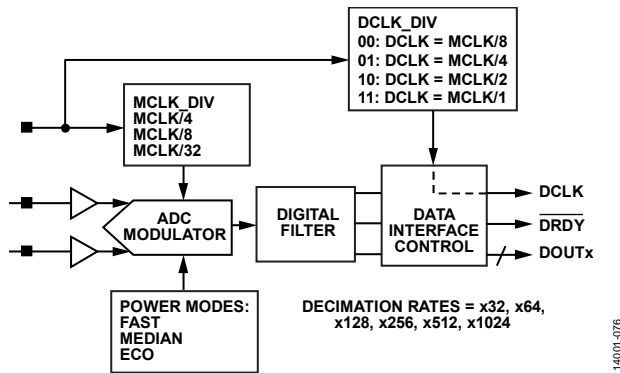 DCLK_DIV
00: DCLK = MCLK/8
01: DCLK = MCLK/4
10: DCLK = MCLK/2
11: DCLK = MCLK/1
MCLK_DIV
MCLK/4
MCLK/8
MCLK/32
ADC
MODULATOR
DIGITAL
FILTER
DATA
INTERFACE
CONTROL
DCLK
DRDY
DOUTx
POWER MODES:
FAST
MEDIAN
ECO
DECIMATION RATES = x32, x64,
x128, x256, x512, x1024
14001-076